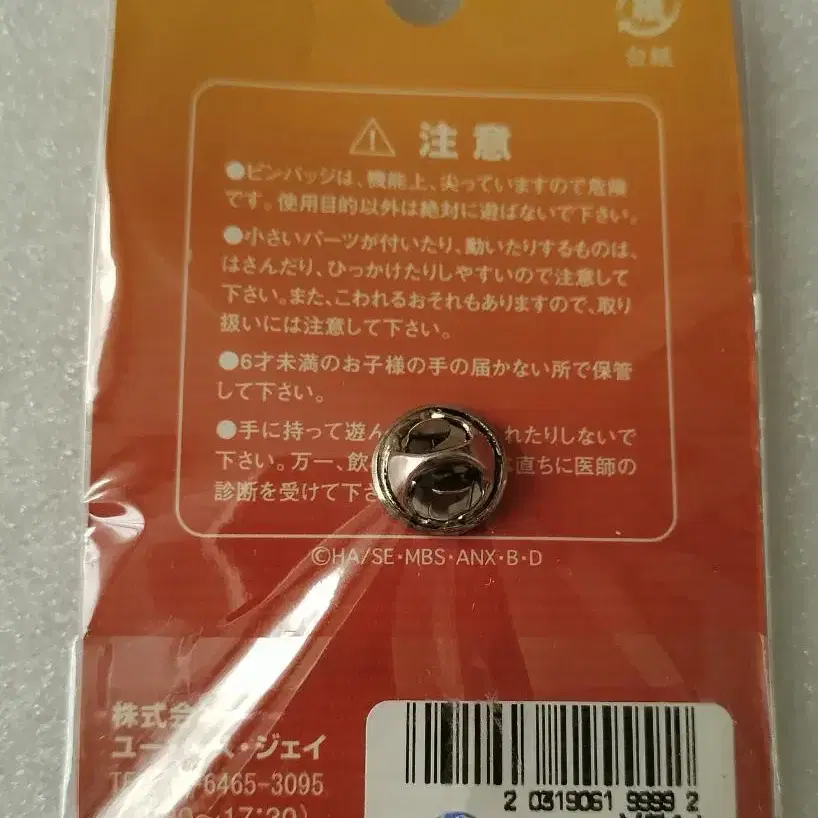 台紙
注意
●ピンバッジは、機能上、尖っていますので危険
です。使用目的以外は絶対に遊ばないで下さい。
●小さいパーツが付いたり、動いたりするものは、
はさんだり、ひっかけたりしやすいので注意して
下さい。また、こわれるおそれもありますので、取り
扱いには注意して下さい。
●6才未満のお子様の手の届かない所で保管
して下さい。
●手に持って遊ん れたりしないで
下さい。万一、飲 直ちに医師の
診断を受けて下さ
©HA/SE・MBS・ANX・B・D
株式会
ユー ス・ジェイ
6465-3095
～17:30)
2 0319061 9999 2